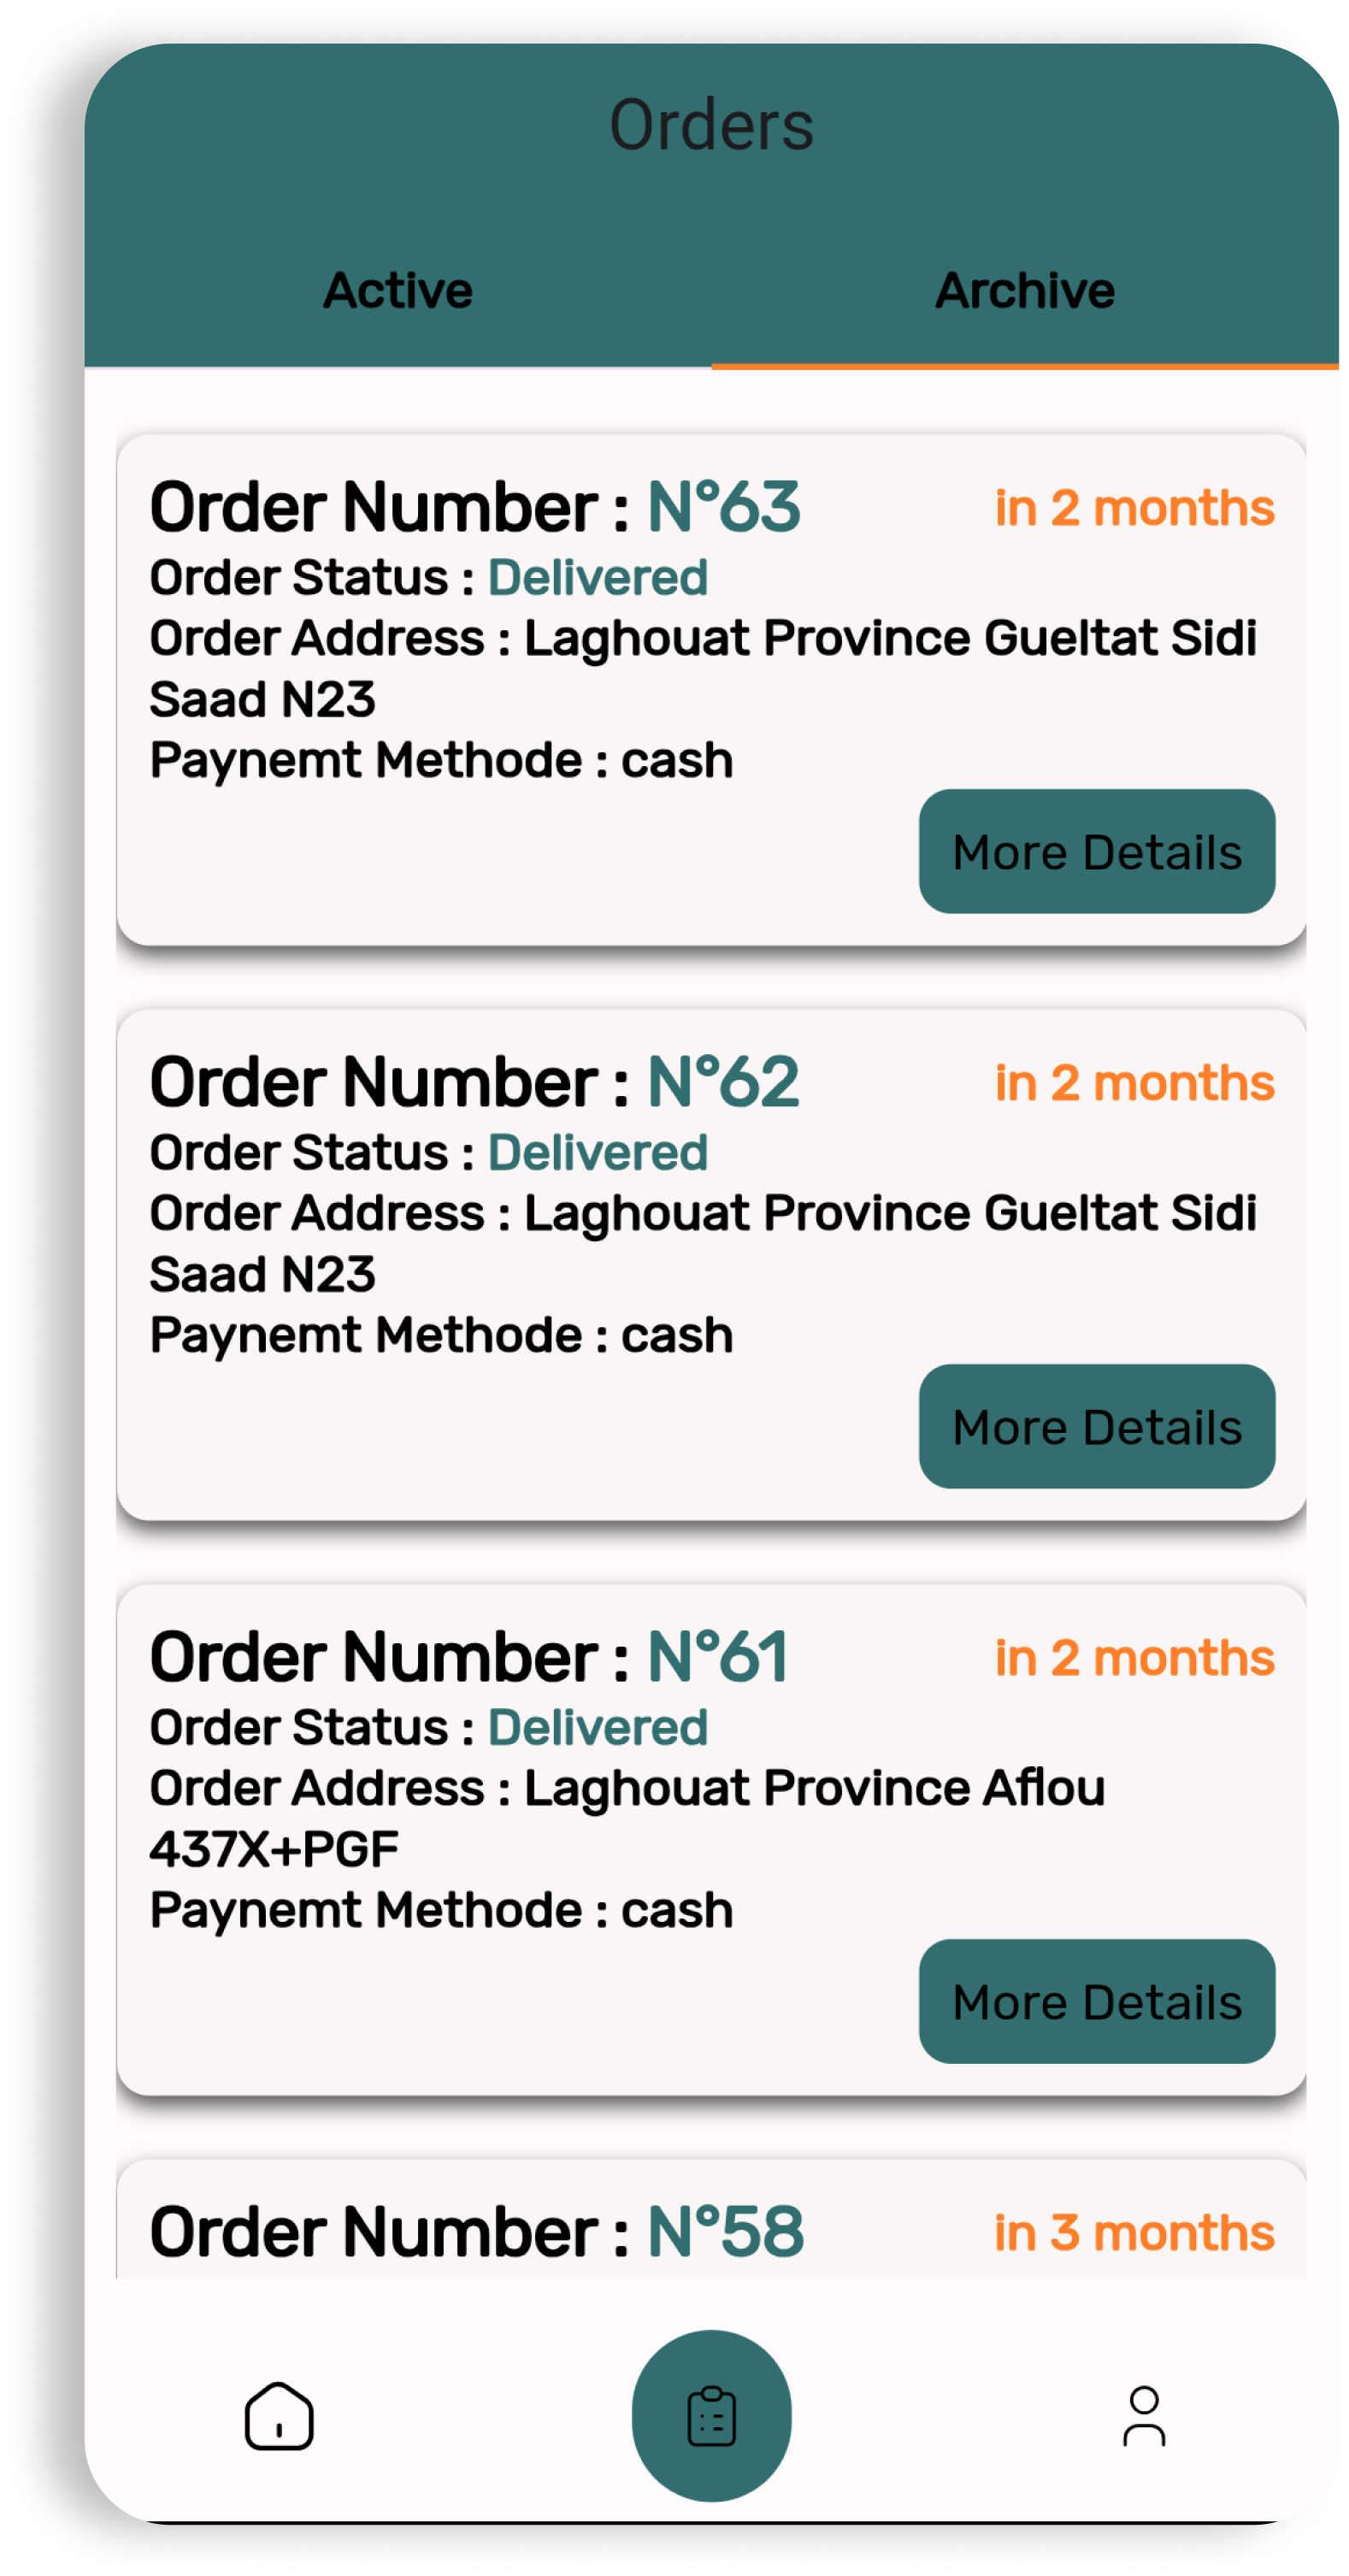 Orders
Active
Archive
Order Number : N°63
in 2 months
Order Status : Delivered
Order Address : Laghouat Province Gueltat Sidi
Saad N23
Paynemt Methode : cash
More Details
Order Number : N°62
in 2 months
Order Status : Delivered
Order Address : Laghouat Province Gueltat Sidi
Saad N23
Paynemt Methode : cash
More Details
Order Number : N°61
in 2 months
Order Status : Delivered
Order Address : Laghouat Province Aflou
437X+PGF
Paynemt Methode : cash
More Details
Order Number : N°58
in 3 months